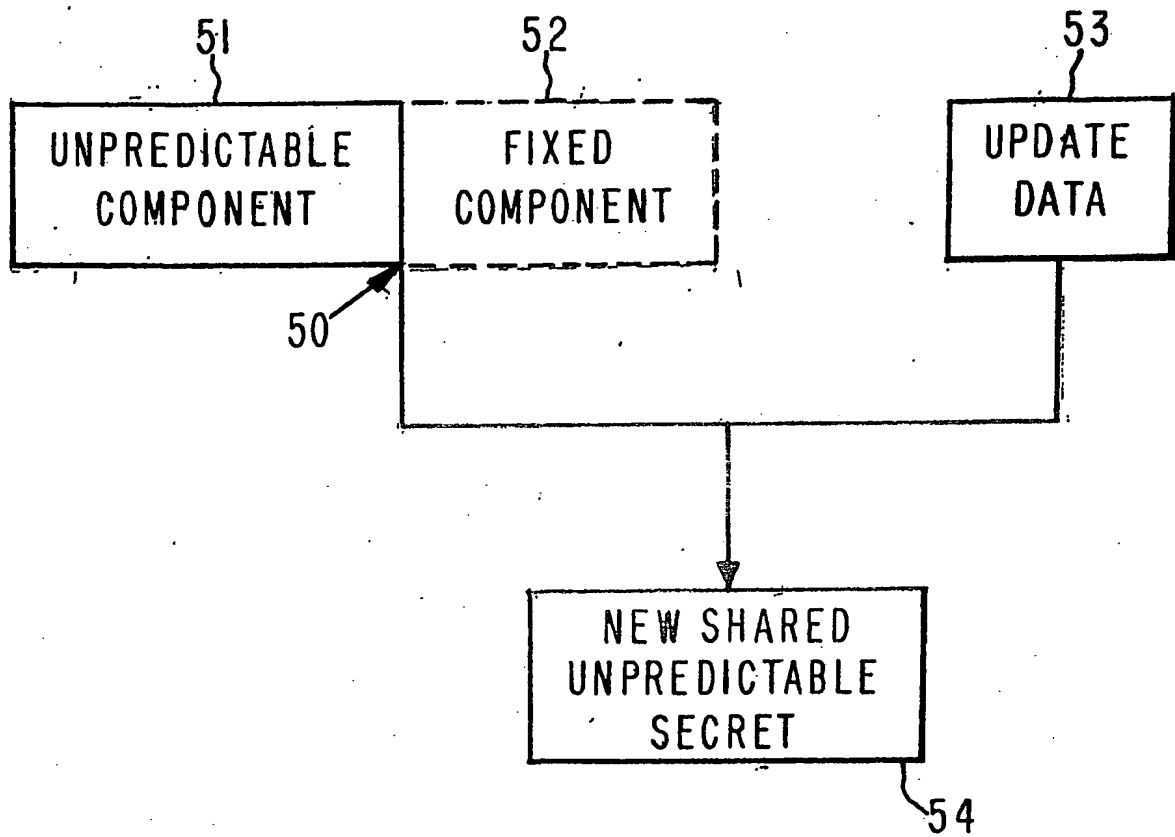 51
52
53
UNPREDICTABLE
COMPONENT
FIXED
COMPONENT
UPDATE
DATA
50
NEW SHARED
UNPREDICTABLE
SECRET
54